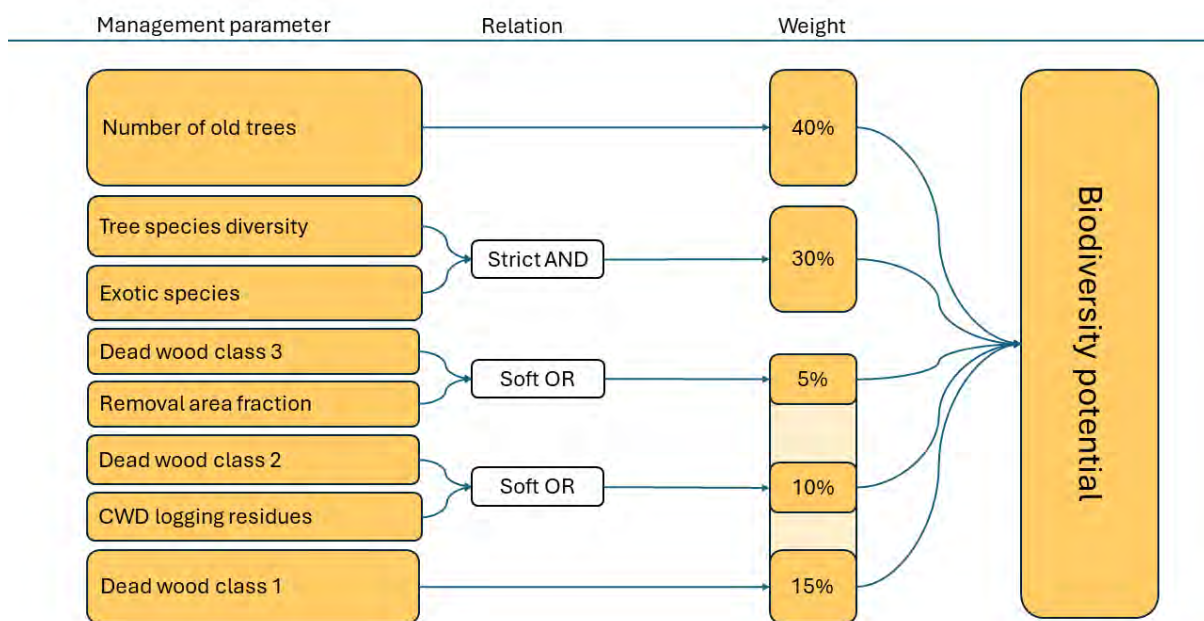 Management parameter
Relation
Weight
Number of old trees
40%
Tree species diversity
Strict AND
30%
Exotic species
Dead wood class 3
Soft OR
5%
Removal area fraction
Dead wood class 2
Soft OR
10%
CWD logging residues
Dead wood class 1
15%
Biodiversity potential